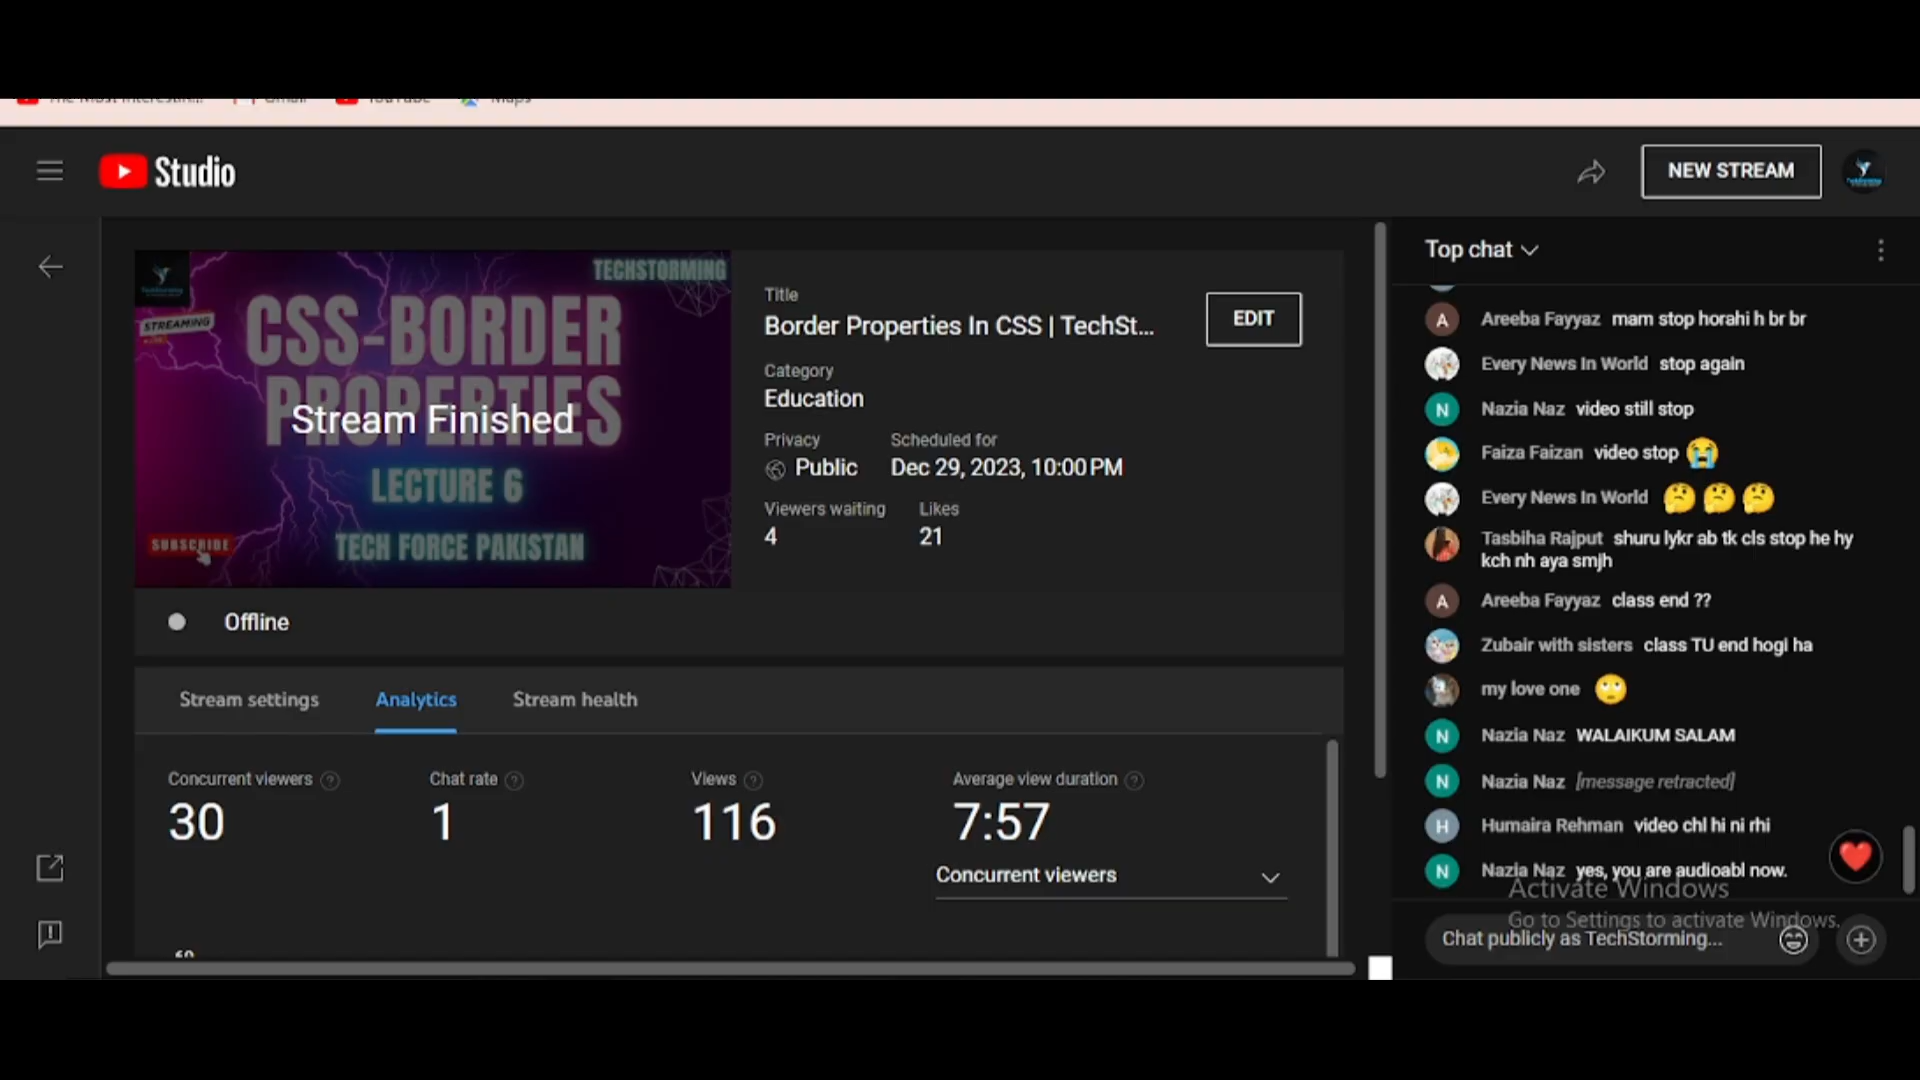 YouTube
Maps
Studio
NEW STREAM
TECHSTORMING
STREAMING
CSS-BORDER
PROPERTIES
Stream Finished
LECTURE 6
SUBSCRIBE
TECH FORCE PAKISTAN
Title
Border Properties In CSS | TechSt...
EDIT
Category
Education
Privacy
Scheduled for
Public
Dec 29, 2023, 10:00 PM
Viewers waiting
Likes
4
21
Offline
Stream settings
Analytics
Stream health
Concurrent viewers
Chat rate
Views
Average view duration
30
1
116
7:57
Concurrent viewers
60
Top chat
Areeba Fayyaz mam stop horahi h br br
Every News In World stop again
Nazia Naz video still stop
Faiza Faizan video stop 😭
Every News In World 🤔🤔🤔
Tasbiha Rajput shuru lykr ab tk cls stop he hy
kch nh aya smjh
Areeba Fayyaz class end ??
Zubair with sisters class TU end hogi ha
my love one 🙄
Nazia Naz WALAIKUM SALAM
Nazia Naz [message retracted]
Humaira Rehman video chl hi ni rhi
Nazia Naz yes, you are audioabl now.
Activate Windows
Go to Settings to activate Windows.
Chat publicly as TechStorming...